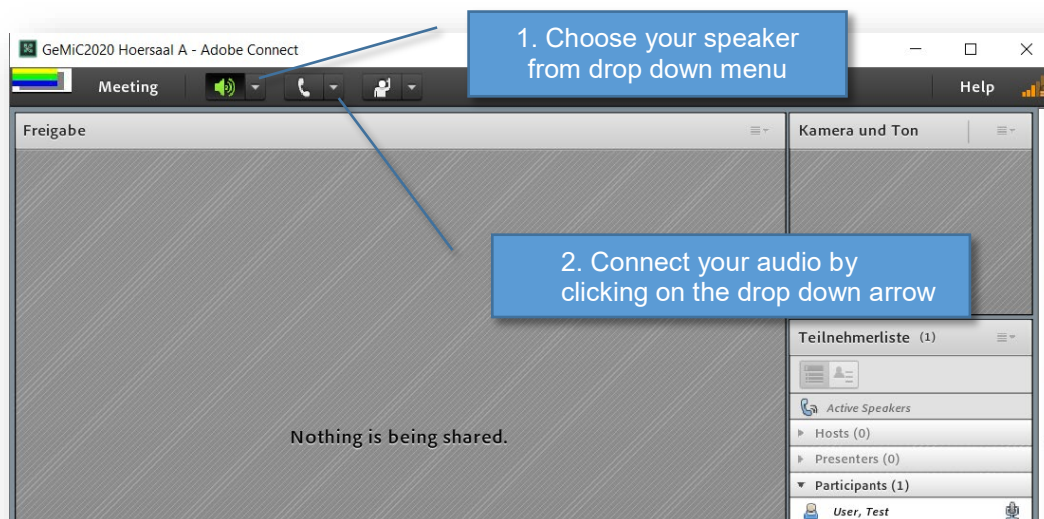 1. Choose your speaker
from drop down menu
GeMiC2020 Hoersaal A - Adobe Connect
Meeting
Help
Freigabe
Kamera und Ton
2. Connect your audio by
clicking on the drop down arrow
Teilnehmerliste (1)
Active Speakers
Hosts (0)
Nothing is being shared.
Presenters (0)
Participants (1)
User, Test